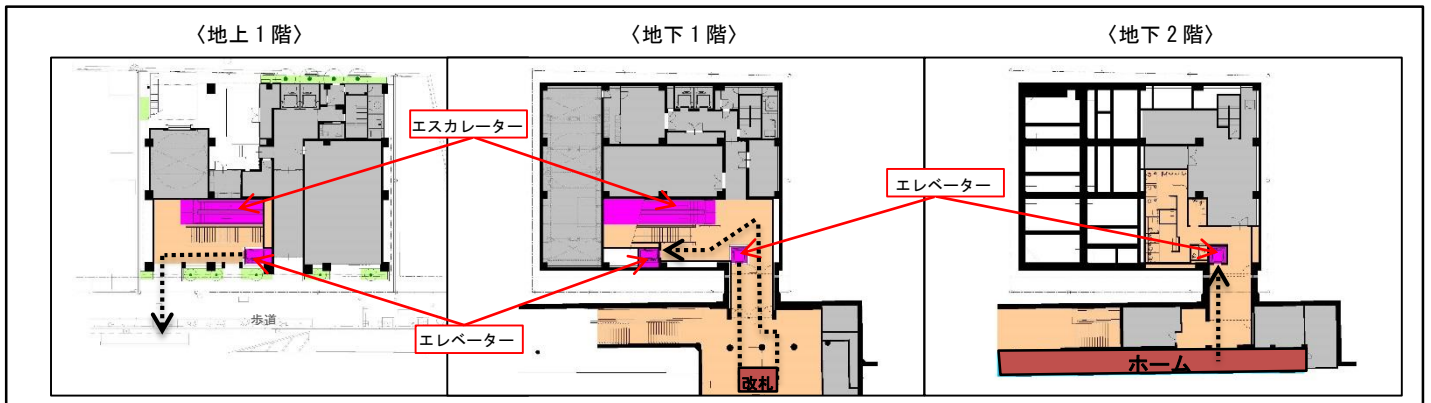 〈地上1階〉
〈地下1階〉
〈地下2階〉
エスカレーター
エレベーター
エレベーター
歩道
改札
ホーム